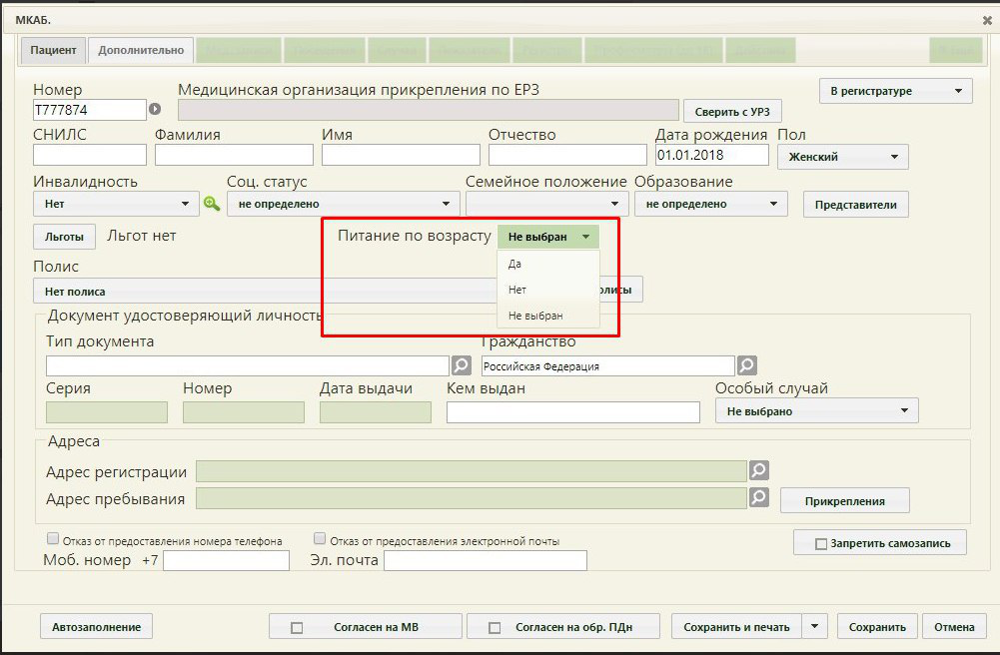 МКАБ.
Пациент Дополнительно
Номер Медицинская организация прикрепления по ЕРЗ В регистратуре
T777874 Сверить с УРЗ
СНИЛС Фамилия Имя Отчество Дата рождения Пол
01.01.2018 Женский
Инвалидность Соц. статус Семейное положение Образование
Нет не определено не определено Представители
Льготы Льгот нет Питание по возрасту Не выбран
Да
Полис
Нет полиса Нет олисы
Не выбран
Документ удостоверяющий личность
Тип документа Гражданство
Российская Федерация
Серия Номер Дата выдачи Кем выдан Особый случай
Не выбрано
Адреса
Адрес регистрации
Адрес пребывания Прикрепления
Отказ от предоставления номера телефона Отказ от предоставления электронной почты Запретить самозапись
Моб. номер +7 Эл. почта
Автозаполнение Согласен на МВ Согласен на обр. ПДн Сохранить и печать Сохранить Отмена